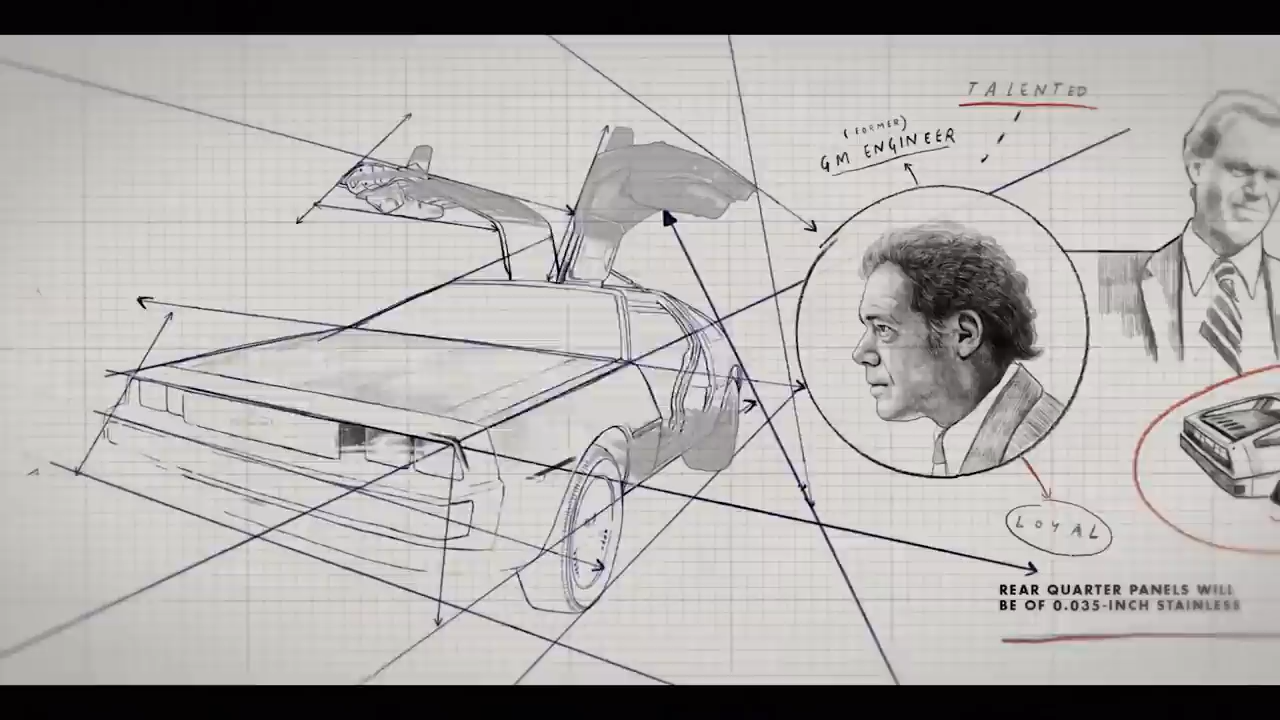 TALENTED
(FORMER)
GM ENGINEER
LOYAL
REAR QUARTER PANELS WILL
BE OF 0.035-INCH STAINLESS